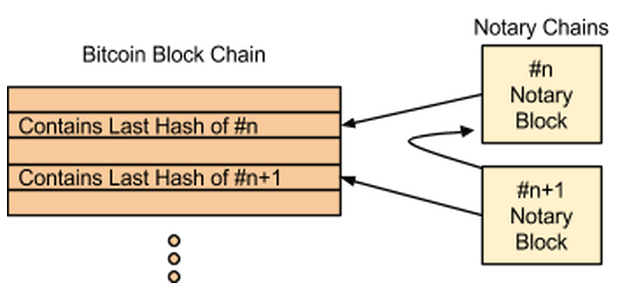 Notary Chains
Bitcoin Block Chain
#n
Notary
Block
Contains Last Hash of #n
Contains Last Hash of #n+1
#n+1
Notary
Block